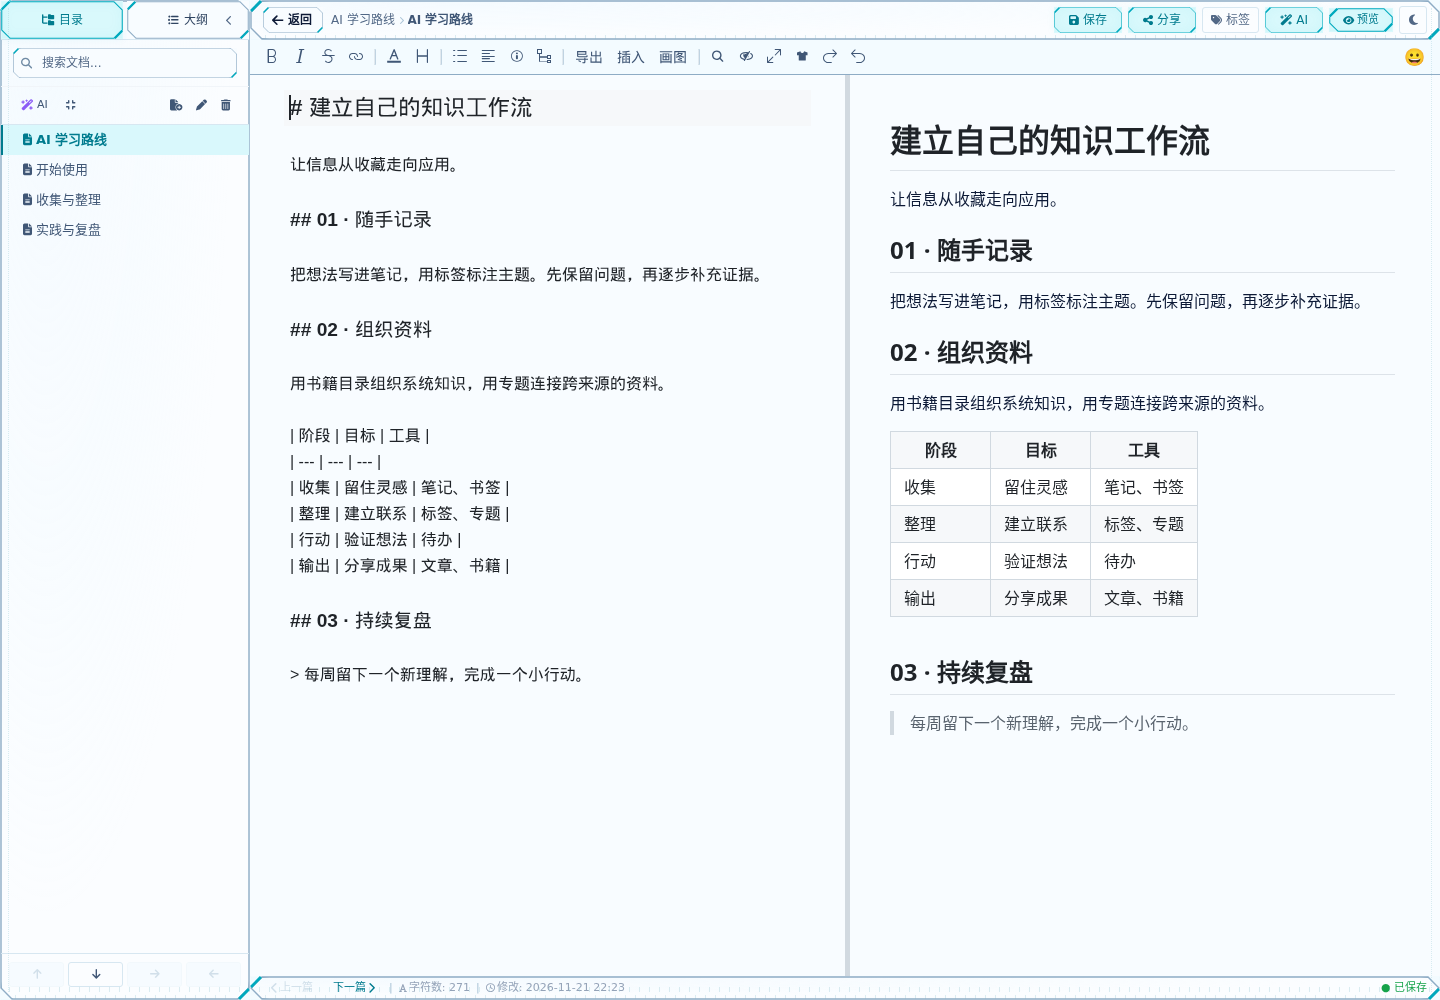 目录
大纲
返回
AI 学习路线 › AI 学习路线
保存
分享
标签
AI
预览
搜索文档...
导出
插入
画图
AI
AI 学习路线
开始使用
收集与整理
实践与复盘
# 建立自己的知识工作流
让信息从收藏走向应用。
## 01 · 随手记录
把想法写进笔记，用标签标注主题。先保留问题，再逐步补充证据。
## 02 · 组织资料
用书籍目录组织系统知识，用专题连接跨来源的资料。
| 阶段 | 目标 | 工具 |
| --- | --- | --- |
| 收集 | 留住灵感 | 笔记、书签 |
| 整理 | 建立联系 | 标签、专题 |
| 行动 | 验证想法 | 待办 |
| 输出 | 分享成果 | 文章、书籍 |
## 03 · 持续复盘
> 每周留下一个新理解，完成一个小行动。
建立自己的知识工作流
让信息从收藏走向应用。
01 · 随手记录
把想法写进笔记，用标签标注主题。先保留问题，再逐步补充证据。
02 · 组织资料
用书籍目录组织系统知识，用专题连接跨来源的资料。
阶段 目标 工具
收集 留住灵感 笔记、书签
整理 建立联系 标签、专题
行动 验证想法 待办
输出 分享成果 文章、书籍
03 · 持续复盘
每周留下一个新理解，完成一个小行动。
上一篇
下一篇
字符数: 271
修改: 2026-11-21 22:23
已保存